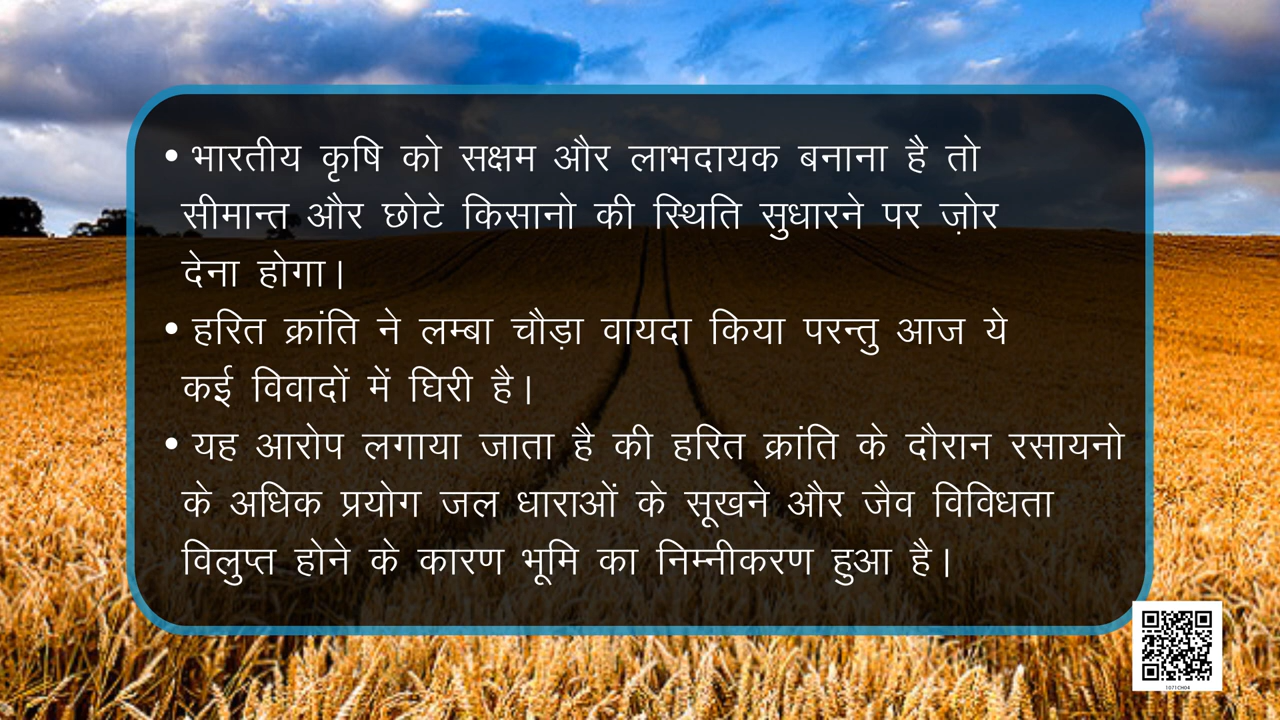 • भारतीय कृषि को सक्षम और लाभदायक बनाना है तो
सीमान्त और छोटे किसानो की स्थिति सुधारने पर ज़ोर
देना होगा।
• हरित क्रांति ने लम्बा चौड़ा वायदा किया परन्तु आज ये
कई विवादों में घिरी है।
• यह आरोप लगाया जाता है की हरित क्रांति के दौरान रसायनो
के अधिक प्रयोग जल धाराओं के सूखने और जैव विविधता
विलुप्त होने के कारण भूमि का निम्नीकरण हुआ है।
1071CH04